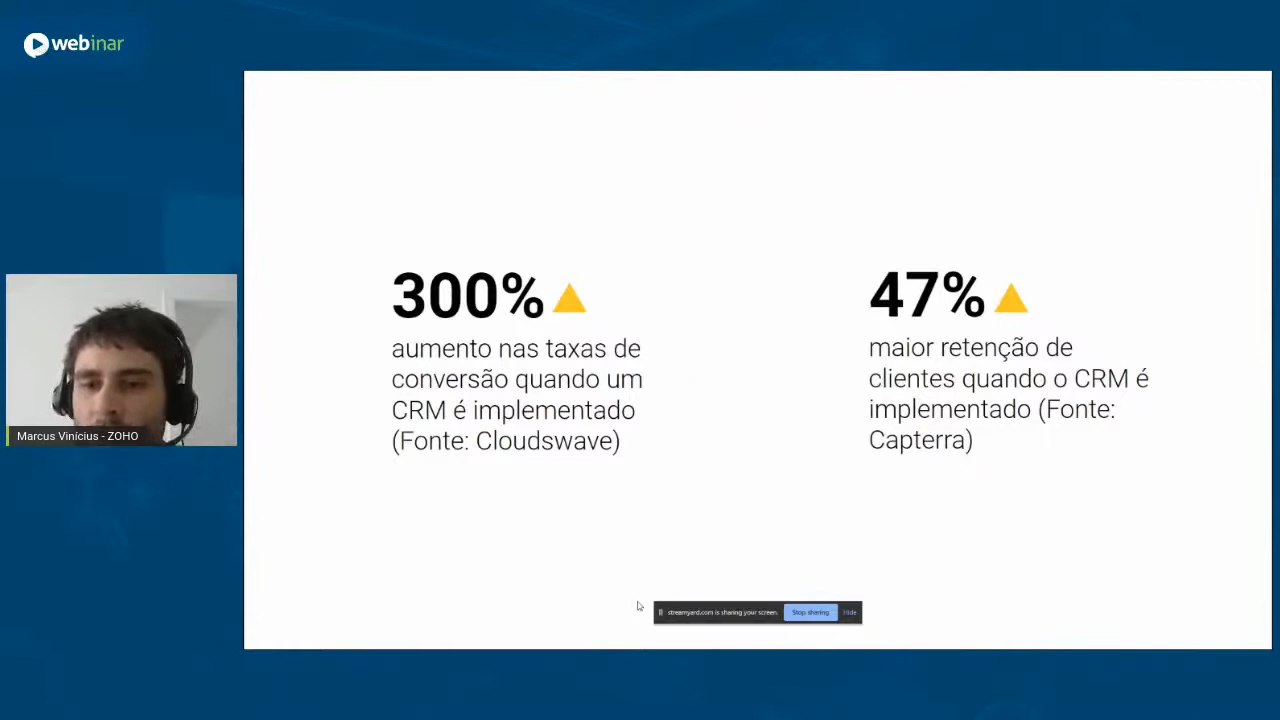 webinar
300%
aumento nas taxas de
conversão quando um
CRM é implementado
(Fonte: Cloudswave)
47%
maior retenção de
clientes quando o CRM é
implementado (Fonte:
Capterra)
Marcus Vinícius - ZOHO
streamyard.com is sharing your screen. Stop sharing Hide